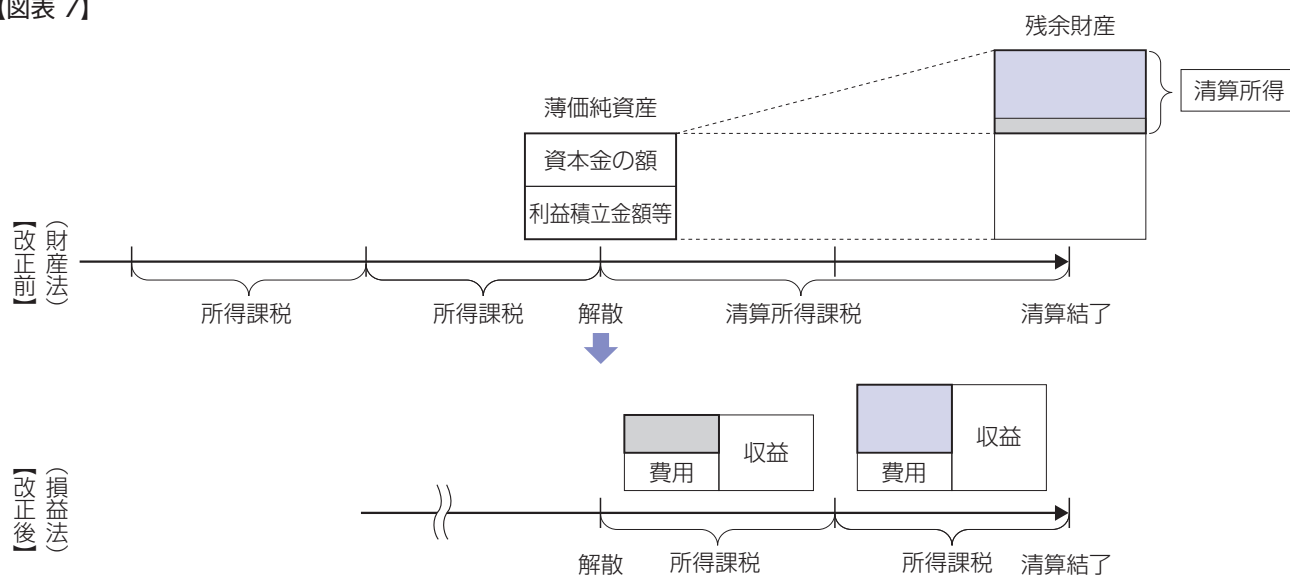 【図表 7】
残余財産
清算所得
薄価純資産
資本金の額
利益積立金額等
【改正前】
（財産法）
所得課税
所得課税
解散
清算所得課税
清算結了
収益
費用
収益
費用
【改正後】
（損益法）
解散
所得課税
所得課税
清算結了